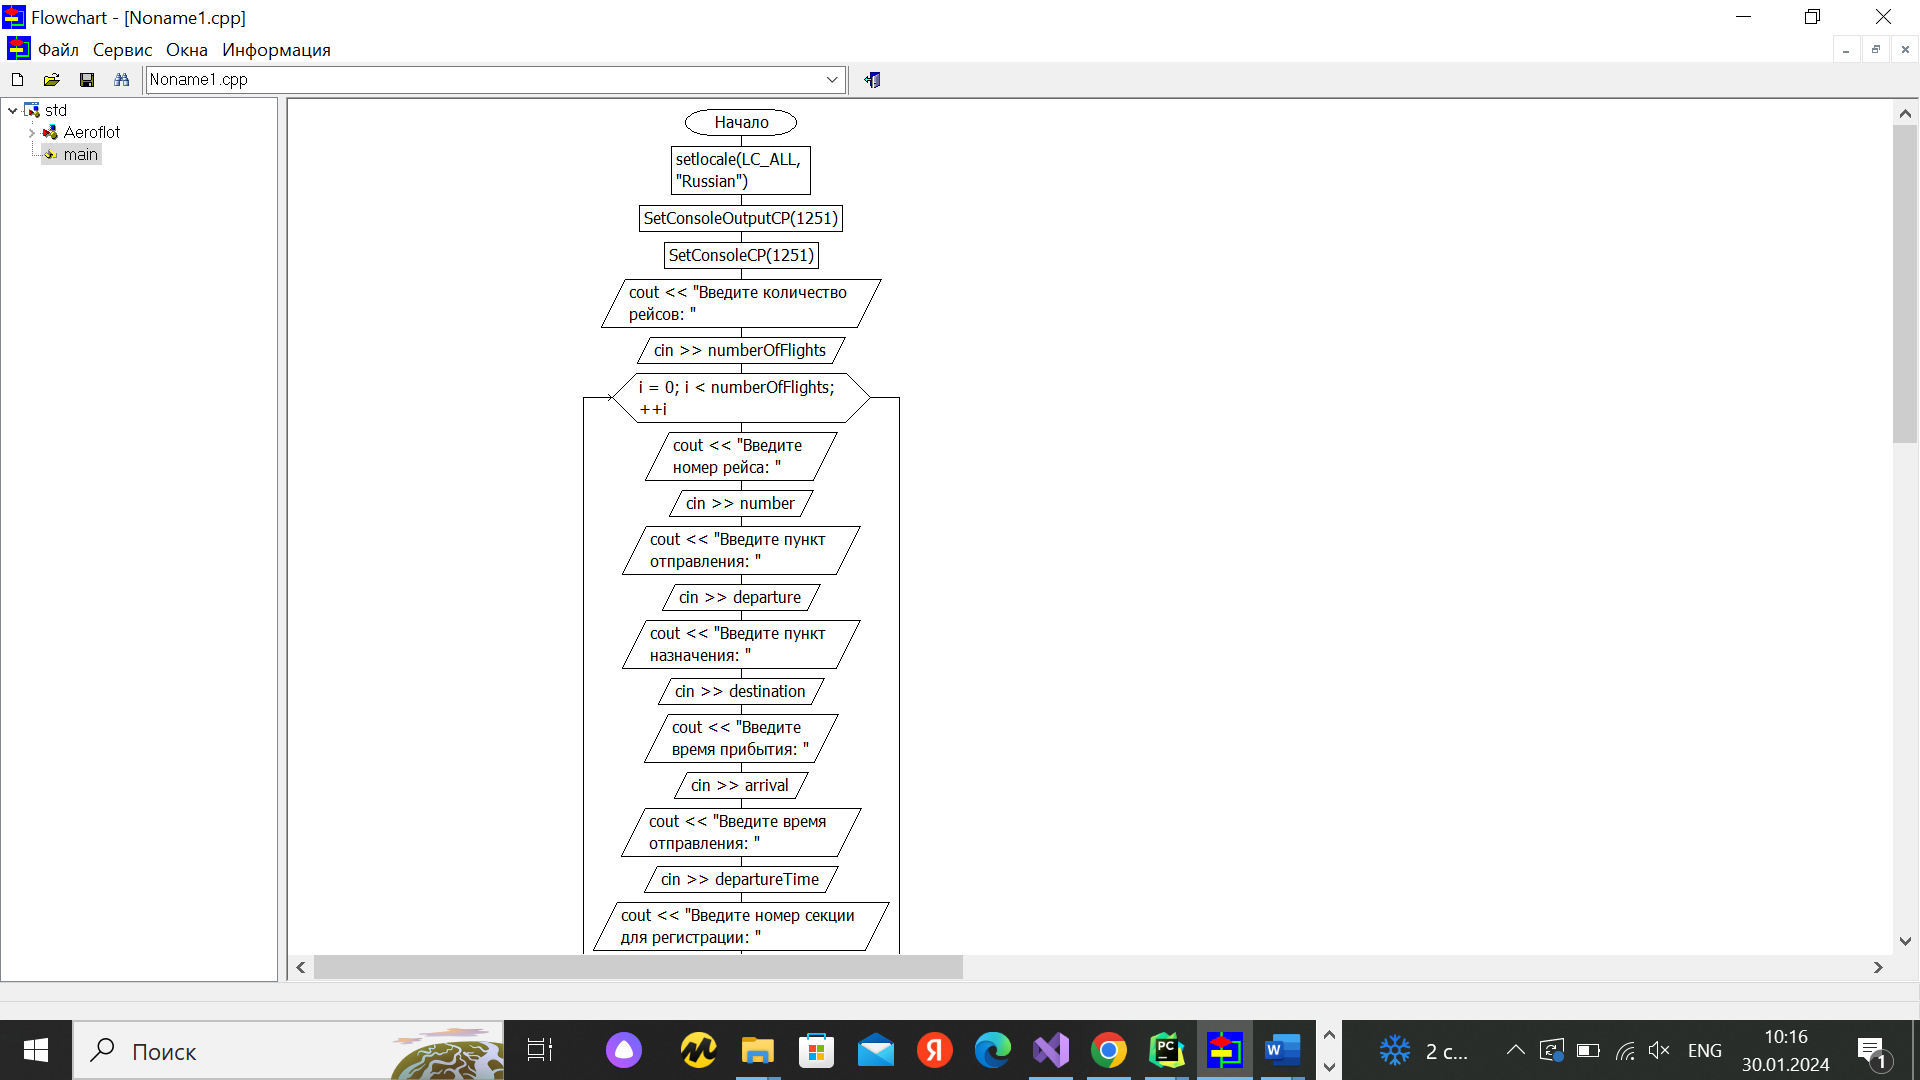 Flowchart - [Noname1.cpp]
Файл Сервис Окна Информация
Noname1.cpp
std
Aeroflot
main
Начало
setlocale(LC_ALL,
"Russian")
SetConsoleOutputCP(1251)
SetConsoleCP(1251)
cout << "Введите количество
рейсов: "
cin >> numberOfFlights
i = 0; i < numberOfFlights;
++i
cout << "Введите
номер рейса: "
cin >> number
cout << "Введите пункт
отправления: "
cin >> departure
cout << "Введите пункт
назначения: "
cin >> destination
cout << "Введите
время прибытия: "
cin >> arrival
cout << "Введите время
отправления: "
cin >> departureTime
cout << "Введите номер секции
для регистрации: "
Поиск
Я
PC
W
2 с...
ENG
10:16
30.01.2024
1